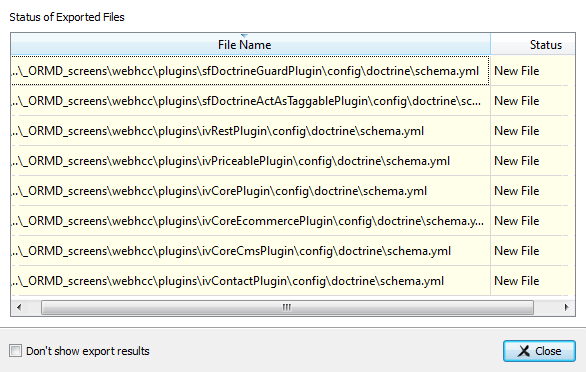 Status of Exported Files
File Name Status
..\_ORMD_screens\webhcc\plugins\sfDoctrineGuardPlugin\config\doctrine\schema.yml New File
..\_ORMD_screens\webhcc\plugins\sfDoctrineActAsTaggablePlugin\config\doctrine\sc... New File
..\_ORMD_screens\webhcc\plugins\ivRestPlugin\config\doctrine\schema.yml New File
..\_ORMD_screens\webhcc\plugins\ivPriceablePlugin\config\doctrine\schema.yml New File
..\_ORMD_screens\webhcc\plugins\ivCorePlugin\config\doctrine\schema.yml New File
..\_ORMD_screens\webhcc\plugins\ivCoreEcommercePlugin\config\doctrine\schema.y... New File
..\_ORMD_screens\webhcc\plugins\ivCoreCmsPlugin\config\doctrine\schema.yml New File
..\_ORMD_screens\webhcc\plugins\ivContactPlugin\config\doctrine\schema.yml New File
Don't show export results Close